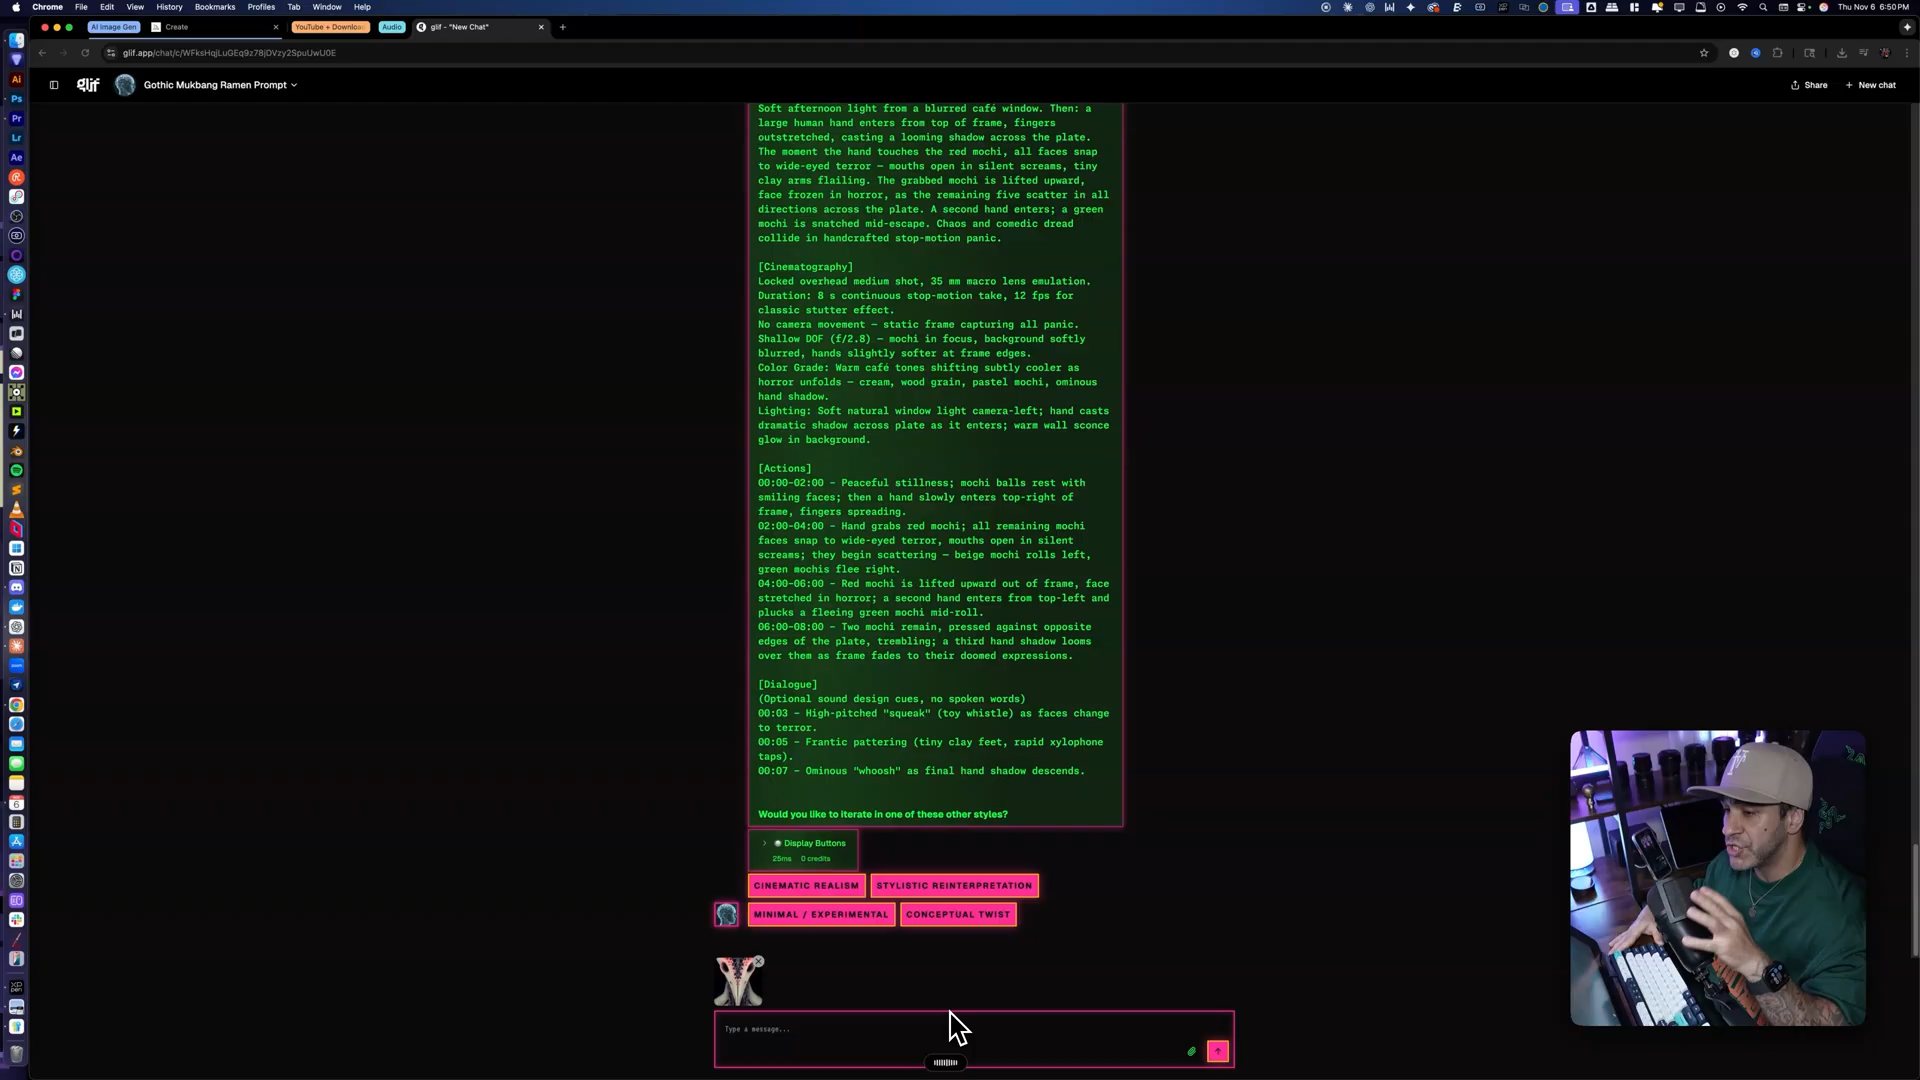 Chrome File Edit View History Bookmarks Profiles Tab Window Help
Thu Nov 6 6:50 PM
AI Image Gen
Create
YouTube + Downloa
Audio
glif - "New Chat"
glif.app/chat/c/WFksHqjLuGEq9z78jOVzy2SpuUwU0E
glif
Gothic Mukbang Ramen Prompt
Share
New chat
Soft afternoon light from a blurred café window. Then: a
large human hand enters from top of frame, fingers
outstretched, casting a looming shadow across the plate.
The moment the hand touches the red mochi, all faces snap
to wide-eyed terror — mouths open in silent screams, tiny
clay arms flailing. The grabbed mochi is lifted upward,
face frozen in horror, as the remaining five scatter in all
directions across the plate. A second hand enters; a green
mochi is snatched mid-escape. Chaos and comedic dread
collide in handcrafted stop-motion panic.
[Cinematography]
Locked overhead medium shot, 35 mm macro lens emulation.
Duration: 8 s continuous stop-motion take, 12 fps for
classic stutter effect.
No camera movement — static frame capturing all panic.
Shallow DOF (f/2.8) — mochi in focus, background softly
blurred, hands slightly softer at frame edges.
Color Grade: Warm café tones shifting subtly cooler as
horror unfolds — cream, wood grain, pastel mochi, ominous
hand shadow.
Lighting: Soft natural window light camera-left; hand casts
dramatic shadow across plate as it enters; warm wall sconce
glow in background.
[Actions]
00:00-02:00 - Peaceful stillness; mochi balls rest with
smiling faces; then a hand slowly enters top-right of
frame, fingers spreading.
02:00-04:00 - Hand grabs red mochi; all remaining mochi
faces snap to wide-eyed terror, mouths open in silent
screams; they begin scattering — beige mochi rolls left,
green mochis flee right.
04:00-06:00 - Red mochi is lifted upward out of frame, face
stretched in horror; a second hand enters from top-left and
plucks a fleeing green mochi mid-roll.
06:00-08:00 - Two mochi remain, pressed against opposite
edges of the plate, trembling; a third hand shadow looms
over them as frame fades to their doomed expressions.
[Dialogue]
(Optional sound design cues, no spoken words)
00:03 - High-pitched "squeak" (toy whistle) as faces change
to terror.
00:05 - Frantic pattering (tiny clay feet, rapid xylophone
taps).
00:07 - Ominous "whoosh" as final hand shadow descends.
Would you like to iterate in one of these other styles?
Display Buttons
25ms 0 credits
CINEMATIC REALISM
STYLISTIC REINTERPRETATION
MINIMAL / EXPERIMENTAL
CONCEPTUAL TWIST
Type a message...